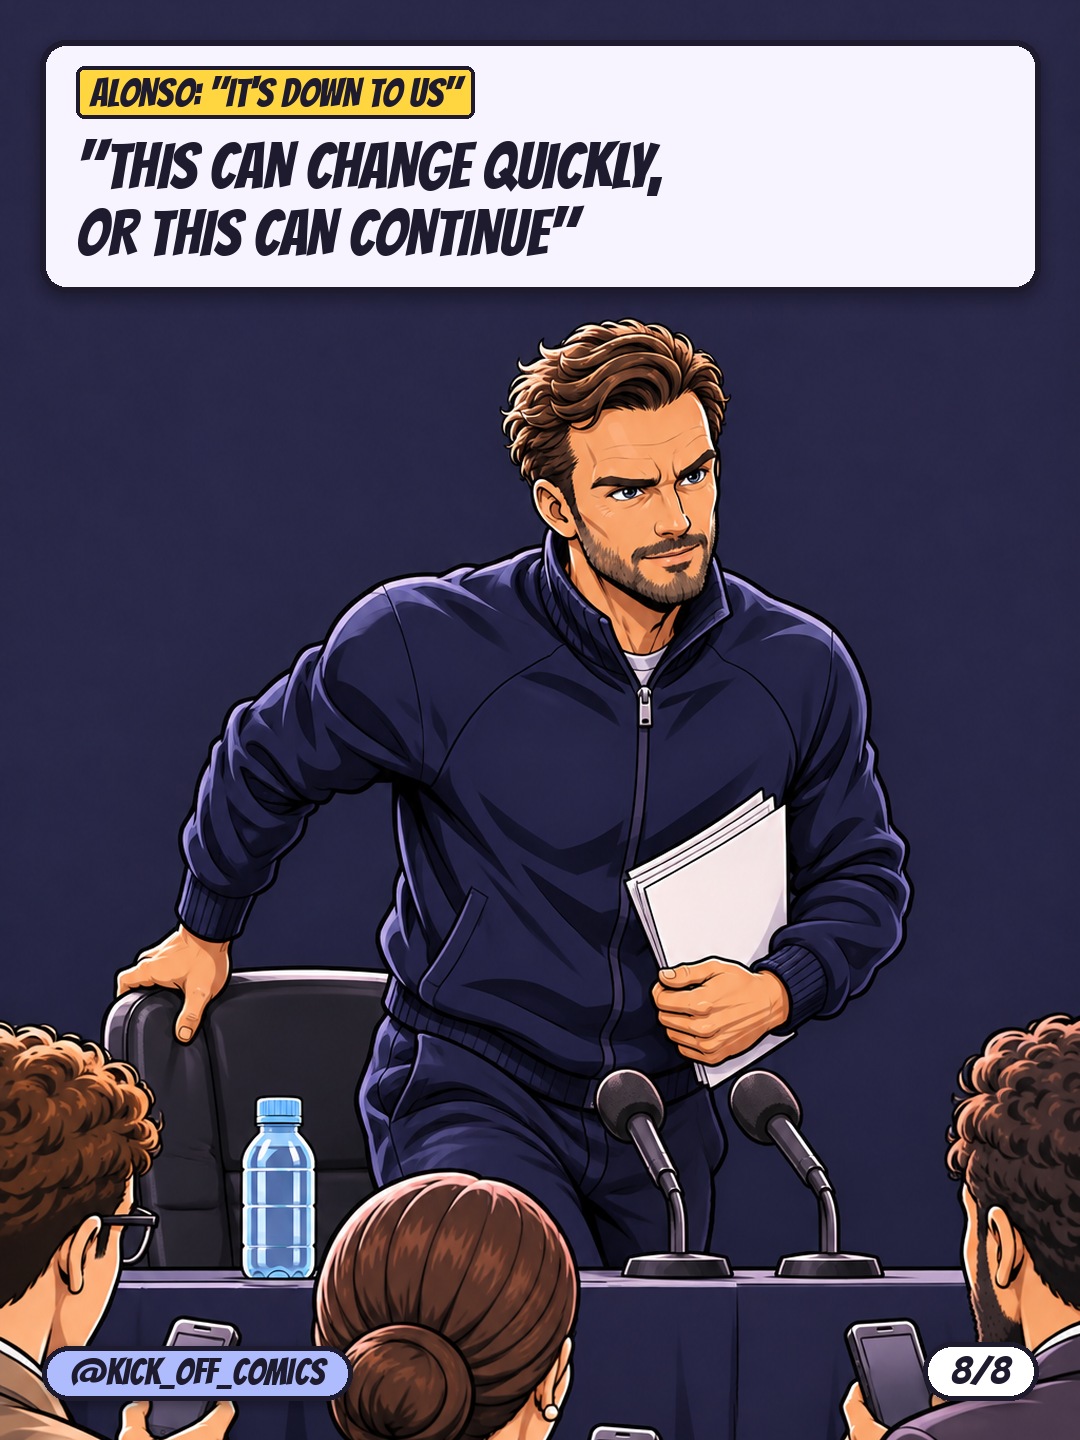 ALONSO: "IT'S DOWN TO US"
"THIS CAN CHANGE QUICKLY,
OR THIS CAN CONTINUE"
@KICK_OFF_COMICS
8/8